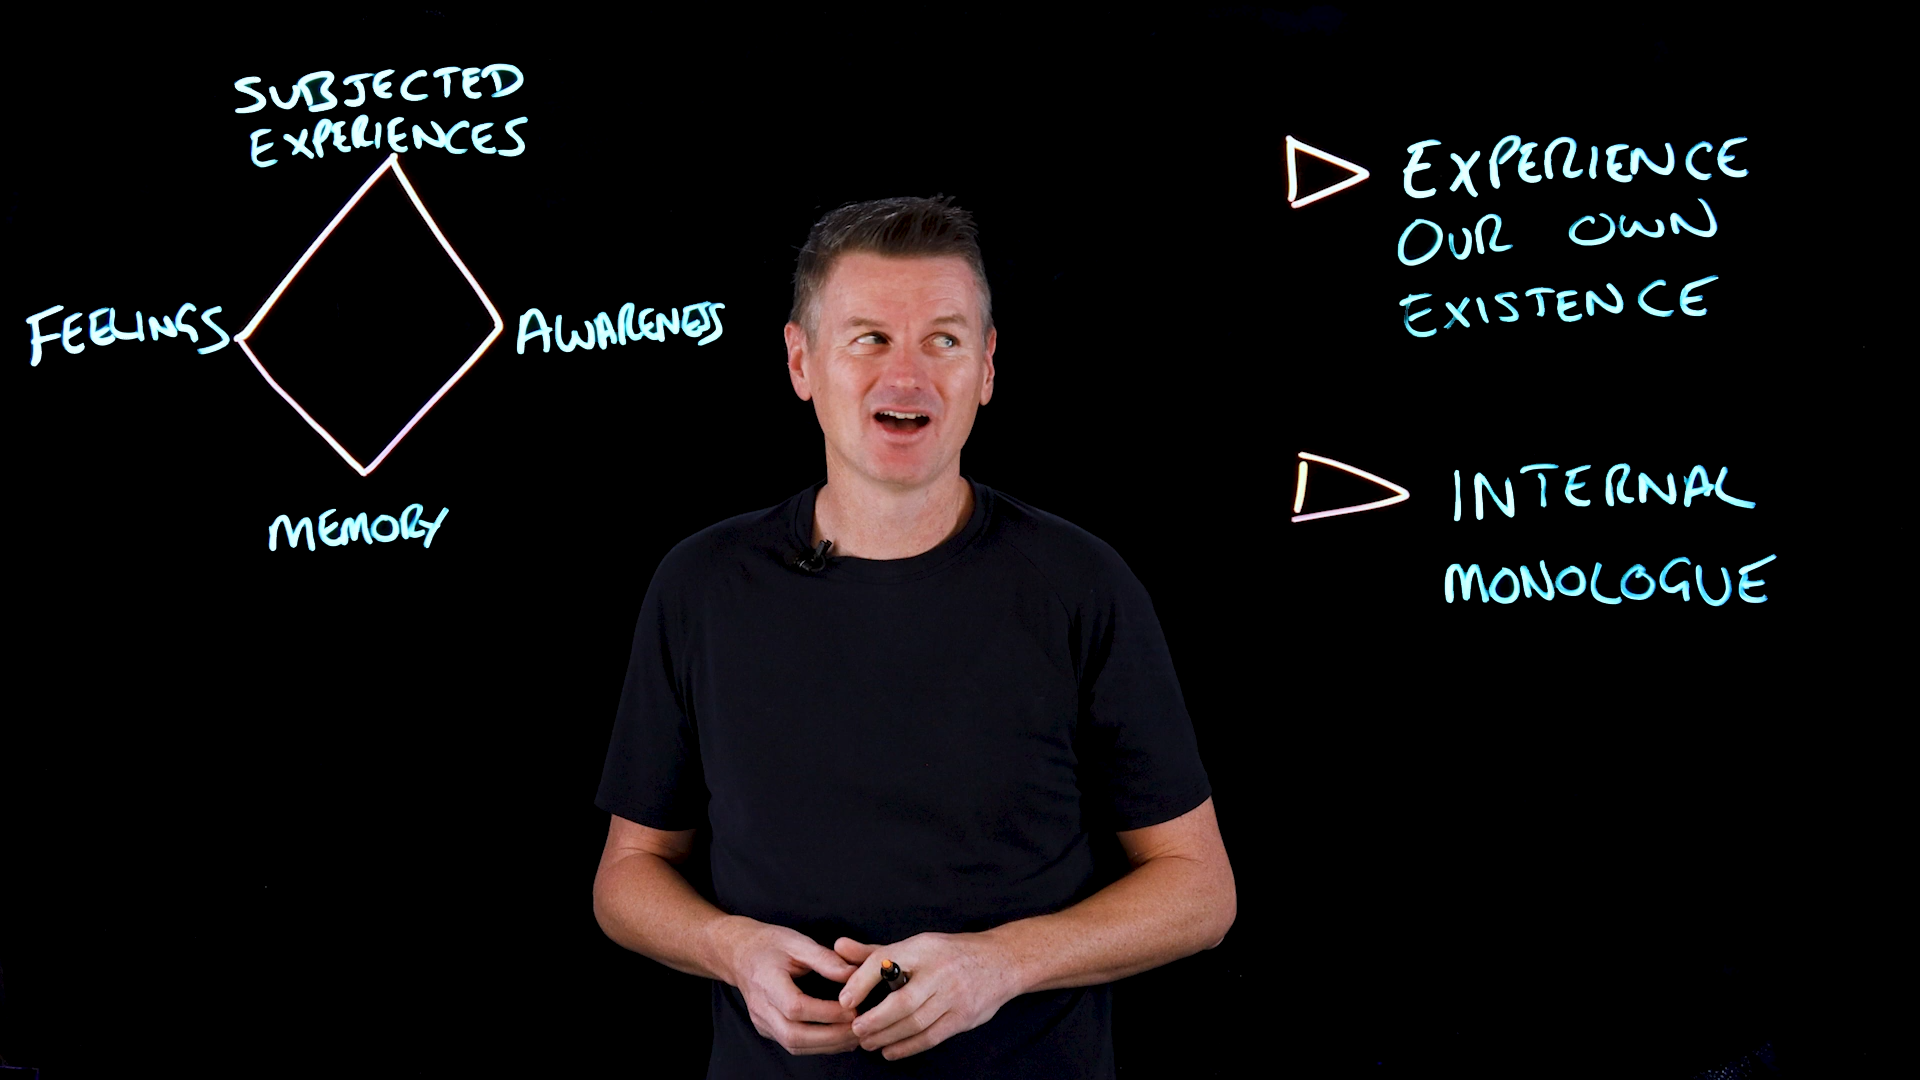 SUBJECTED
EXPERIENCES
FEELINGS
AWARENESS
MEMORY
EXPERIENCE
OUR OWN
EXISTENCE
INTERNAL
MONOLOGUE